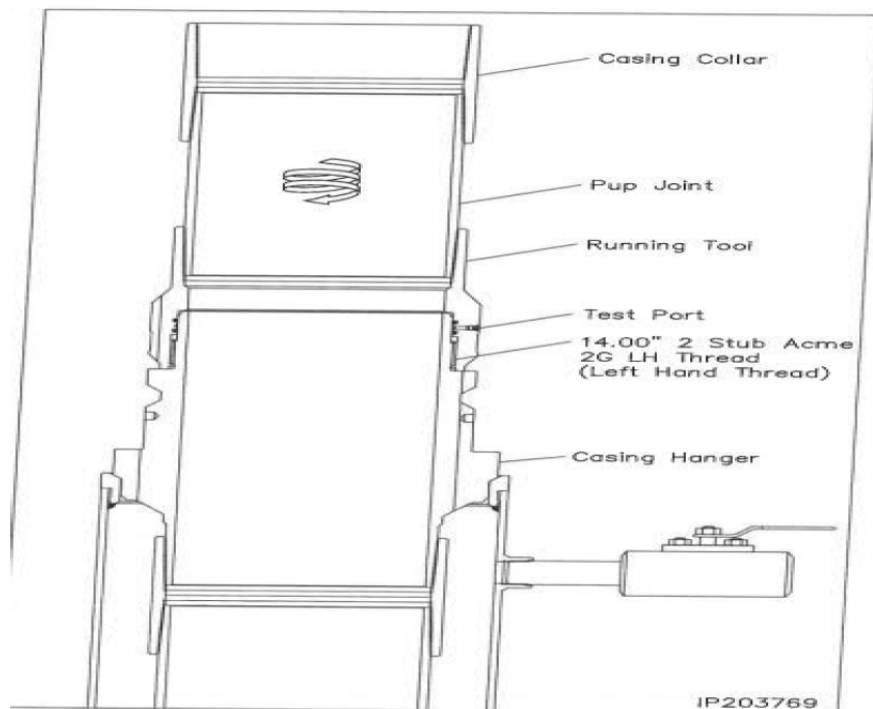 Casing Collar
Pup Joint
Running Tool
Test Port
14.00" 2 Stub Acme
2G LH Thread
(Left Hand Thread)
Casing Hanger
IP203769